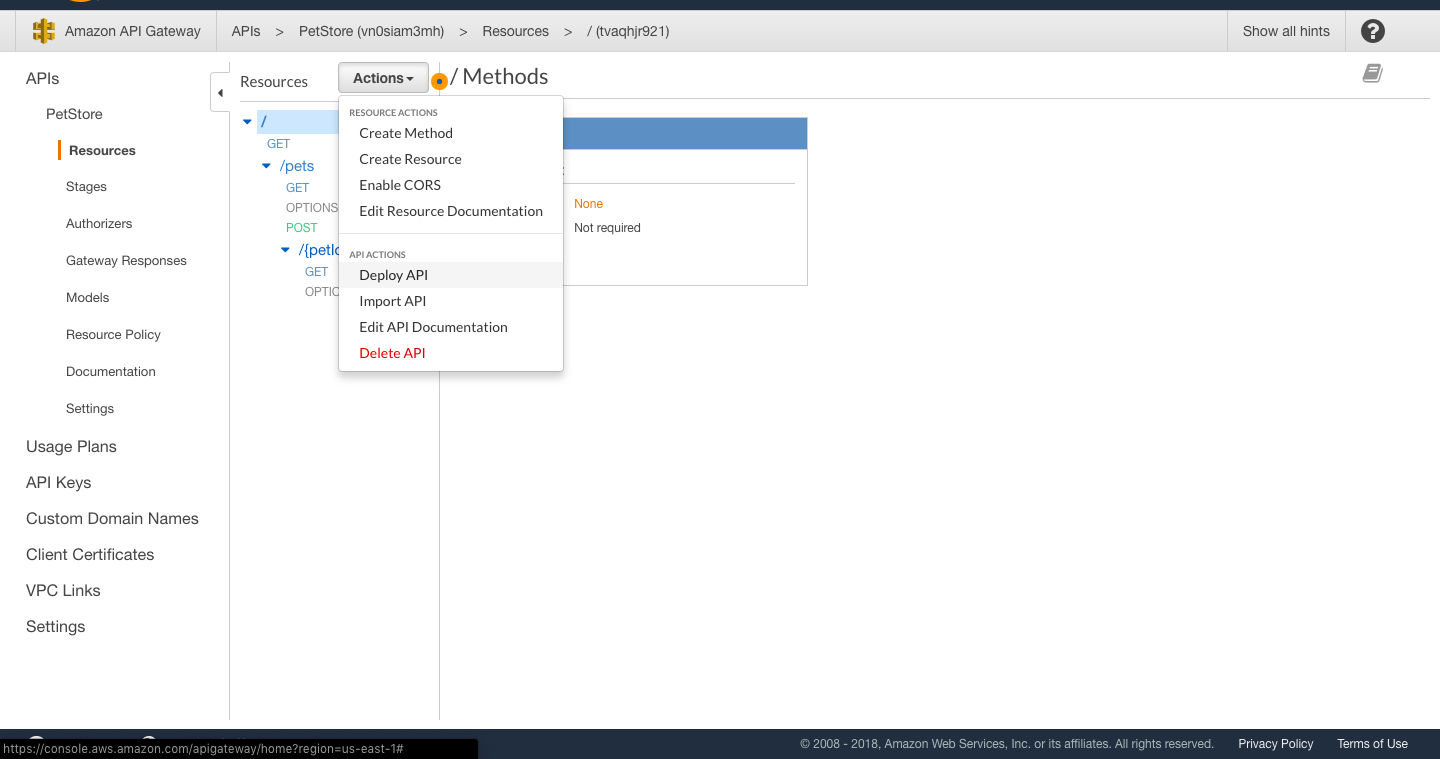 Amazon API Gateway
APIs > PetStore (vn0siam3mh) > Resources > / (tvaqhjr921)
Show all hints
?
APIs
PetStore
Resources
Stages
Authorizers
Gateway Responses
Models
Resource Policy
Documentation
Settings
Usage Plans
API Keys
Custom Domain Names
Client Certificates
VPC Links
Settings
Resources
Actions
/
GET
/pets
GET
OPTIONS
POST
/{petId
GET
OPTIO
RESOURCE ACTIONS
Create Method
Create Resource
Enable CORS
Edit Resource Documentation
API ACTIONS
Deploy API
Import API
Edit API Documentation
Delete API
/ Methods
None
Not required
https://console.aws.amazon.com/apigateway/home?region=us-east-1#
© 2008 - 2018, Amazon Web Services, Inc. or its affiliates. All rights reserved.
Privacy Policy
Terms of Use